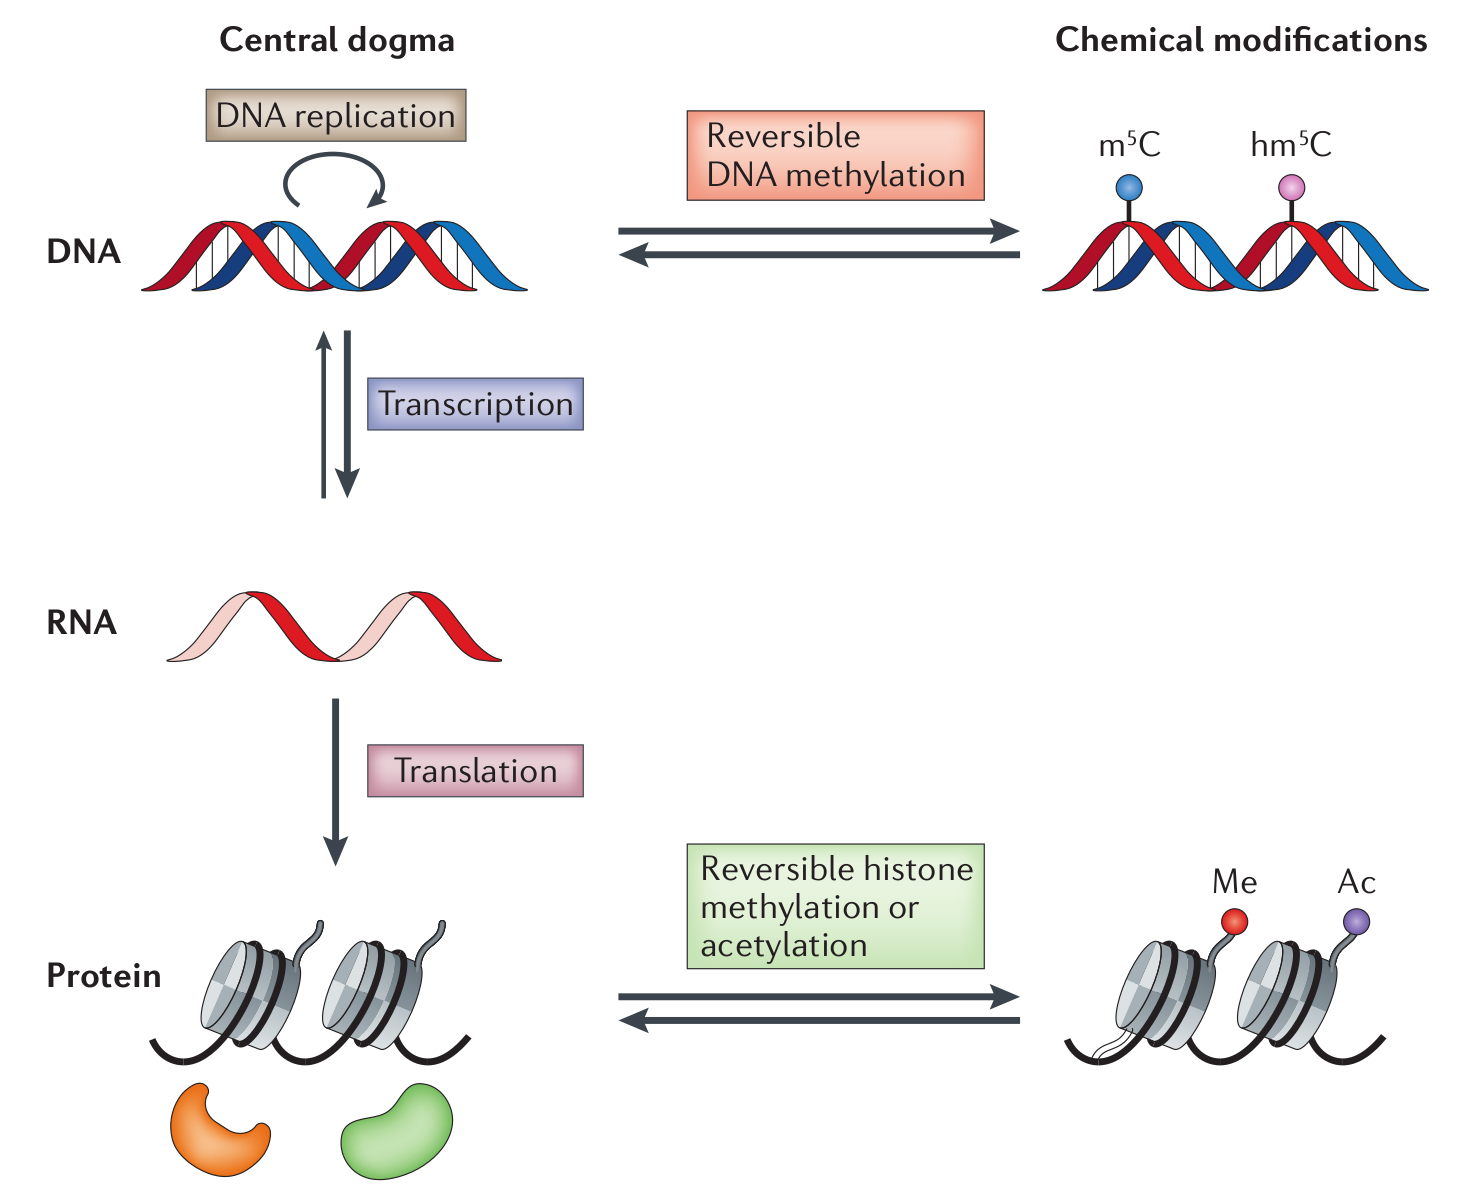 Central dogma
Chemical modifications
DNA replication
Reversible
DNA methylation
m⁵C
hm⁵C
DNA
Transcription
RNA
Translation
Reversible histone
methylation or
acetylation
Me
Ac
Protein